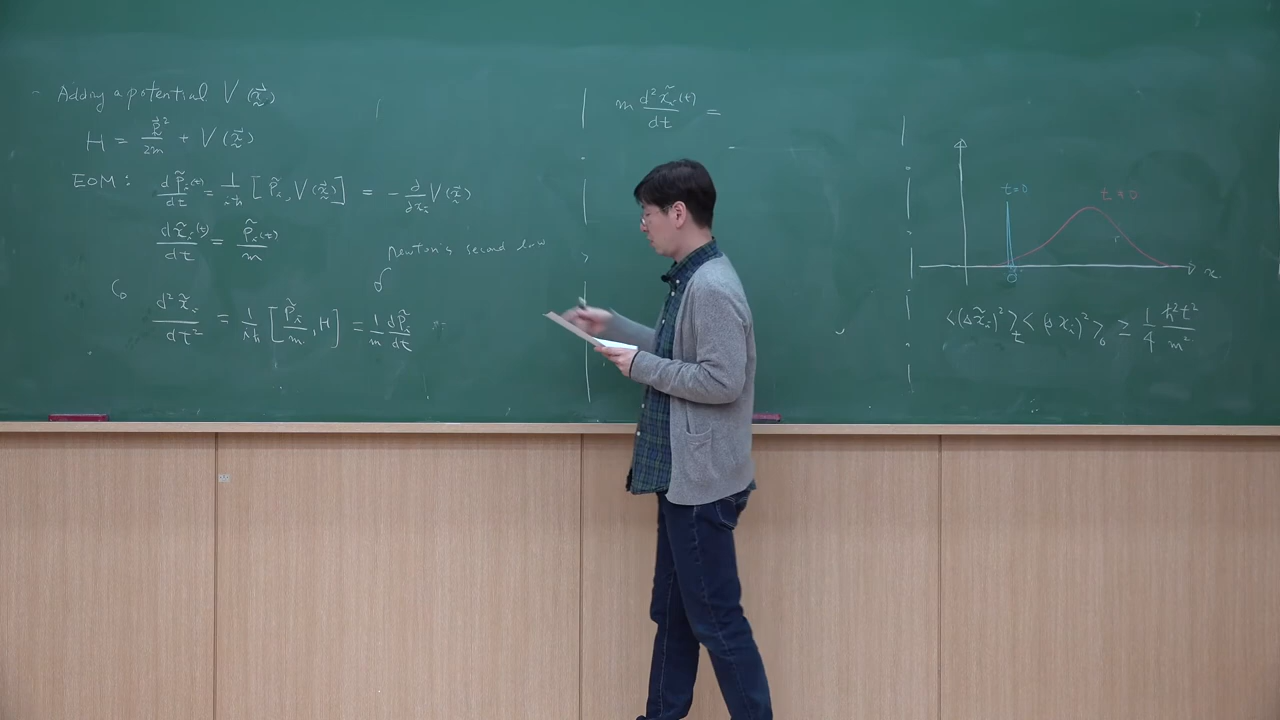 - Adding a potential V(x̃⃗)
H = p̃⃗²/2m + V(x̃⃗)
EOM: dp̃ᵢ(t)/dt = 1/iħ [p̃ᵢ, V(x̃⃗)] = -∂/∂xᵢ V(x̃⃗)
dx̃ᵢ(t)/dt = p̃ᵢ(t)/m
newton's second law
d²x̃ᵢ/dt² = 1/iħ [p̃ᵢ/m, H] = 1/m dp̃ᵢ/dt
m d²x̃ᵢ(t)/dt =
t=0
t≠0
x
<(Δx̃ᵢ)²>ₜ <(Δxᵢ)²>₀ ≥ 1/4 ħ²t²/m²